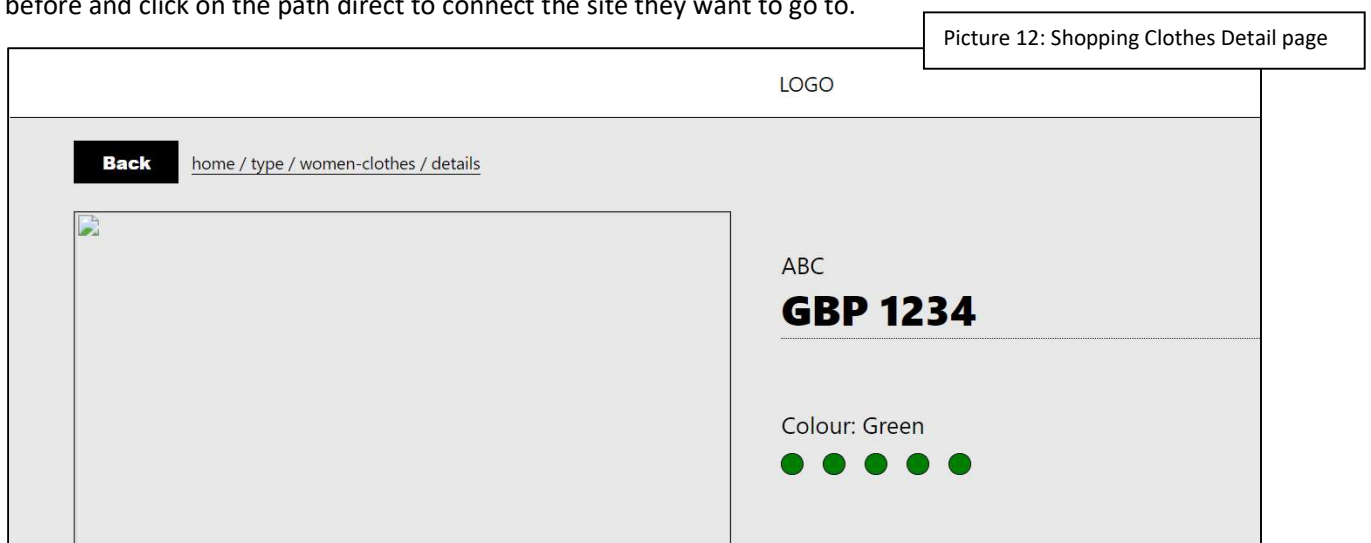 before and click on the path direct to connect the site they want to go to.
Picture 12: Shopping Clothes Detail page
LOGO
Back
home / type / women-clothes / details
ABC
GBP 1234
Colour: Green